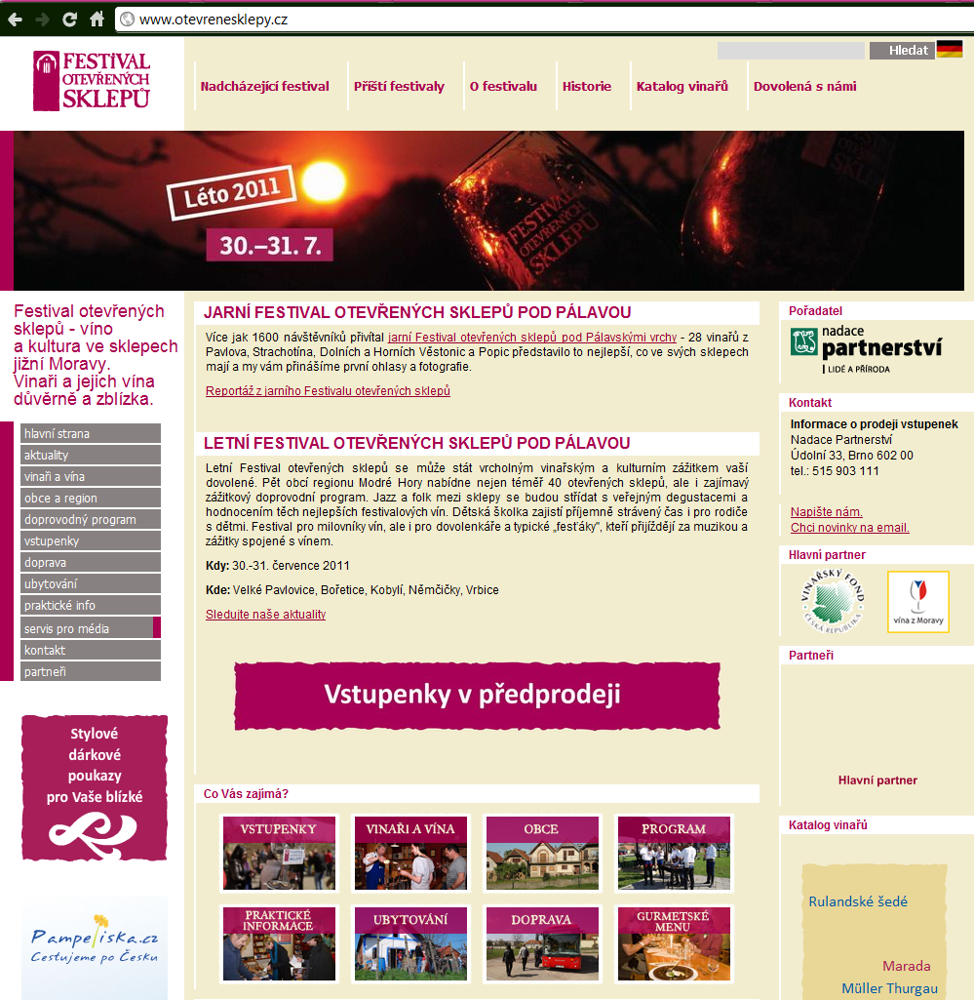 www.otevrenesklepy.cz
FESTIVAL
OTEVŘENÝCH
SKLEPŮ
Hledat
Nadcházející festival
Příští festivaly
O festivalu
Historie
Katalog vinařů
Dovolená s námi
Léto 2011
30.–31. 7.
FESTIVAL
OTEVŘENÝCH
SKLEPŮ
Festival otevřených
sklepů - víno
a kultura ve sklepech
jižní Moravy.
Vinaři a jejich vína
důvěrně a zblízka.
hlavní strana
aktuality
vinaři a vína
obce a region
doprovodný program
vstupenky
doprava
ubytování
praktické info
servis pro média
kontakt
partneři
Stylové
dárkové
poukazy
pro Vaše blízké
Pampeliska.cz
Cestujeme po Česku
JARNÍ FESTIVAL OTEVŘENÝCH SKLEPŮ POD PÁLAVOU
Více jak 1600 návštěvníků přivítal jarní Festival otevřených sklepů pod Pálavskými vrchy - 28 vinařů z
Pavlova, Strachotína, Dolních a Horních Věstonic a Popic představilo to nejlepší, co ve svých sklepech
mají a my vám přinášíme první ohlasy a fotografie.
Reportáž z jarního Festivalu otevřených sklepů
LETNÍ FESTIVAL OTEVŘENÝCH SKLEPŮ POD PÁLAVOU
Letní Festival otevřených sklepů se může stát vrcholným vinařským a kulturním zážitkem vaší
dovolené. Pět obcí regionu Modré Hory nabídne nejen téměř 40 otevřených sklepů, ale i zajímavý
zážitkový doprovodní program. Jazz a folk mezi sklepy se budou střídat s veřejným degustacemi a
hodnocením těch nejlepších festivalových vín. Dětská školka zajistí příjemně strávený čas i pro rodiče
s dětmi. Festival pro milovníky vín, ale i pro dovolenkáře a typické „fesťáky", kteří přijíždějí za muzikou a
zážitky spojené s vínem.
Kdy: 30.-31. července 2011
Kde: Velké Pavlovice, Bořetice, Kobylí, Němčičky, Vrbice
Sledujte naše aktuality
Vstupenky v předprodeji
Co Vás zajímá?
VSTUPENKY
VINAŘI A VÍNA
OBCE
PROGRAM
PRAKTICKÉ
INFORMACE
UBYTOVÁNÍ
DOPRAVA
GURMETSKÉ
MENU
Pořadatel
nadace
partnerství
LIDÉ A PŘÍRODA
Kontakt
Informace o prodeji vstupenek
Nadace Partnerství
Údolní 33, Brno 602 00
tel.: 515 903 111
Napište nám.
Chci novinky na email.
Hlavní partner
VINAŘSKÝ FOND
ČESKÁ REPUBLIKA
vína z Moravy
Partneři
Hlavní partner
Katalog vinařů
Rulandské šedé
Marada
Müller Thurgau